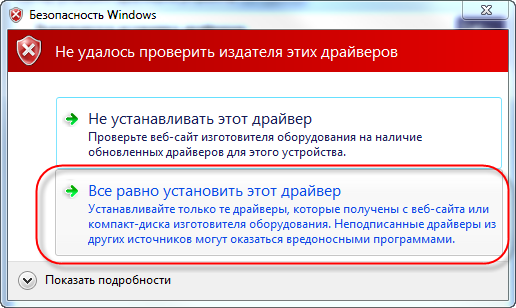 Безопасность Windows
Не удалось проверить издателя этих драйверов
Не устанавливать этот драйвер
Проверьте веб-сайт изготовителя оборудования на наличие
обновленных драйверов для этого устройства.
Все равно установить этот драйвер
Устанавливайте только те драйверы, которые получены с веб-сайта или
компакт-диска изготовителя оборудования. Неподписанные драйверы из
других источников могут оказаться вредоносными программами.
Показать подробности